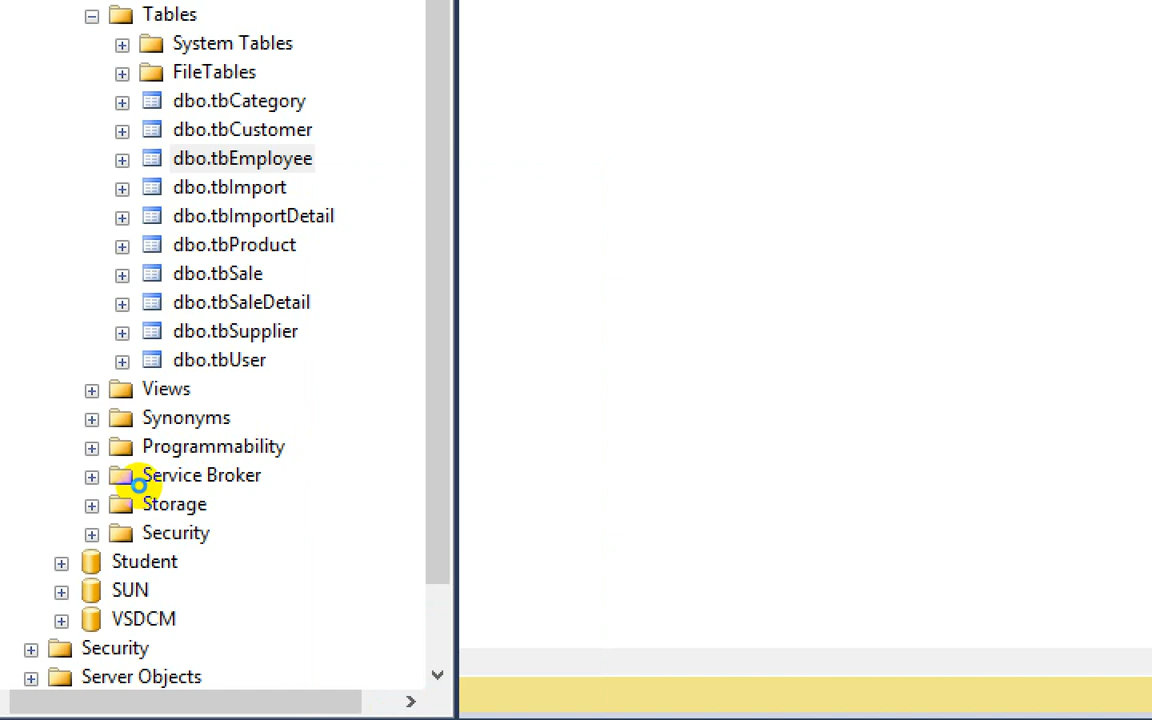 Tables
System Tables
FileTables
dbo.tbCategory
dbo.tbCustomer
dbo.tbEmployee
dbo.tbImport
dbo.tbImportDetail
dbo.tbProduct
dbo.tbSale
dbo.tbSaleDetail
dbo.tbSupplier
dbo.tbUser
Views
Synonyms
Programmability
Service Broker
Storage
Security
Student
SUN
VSDCM
Security
Server Objects